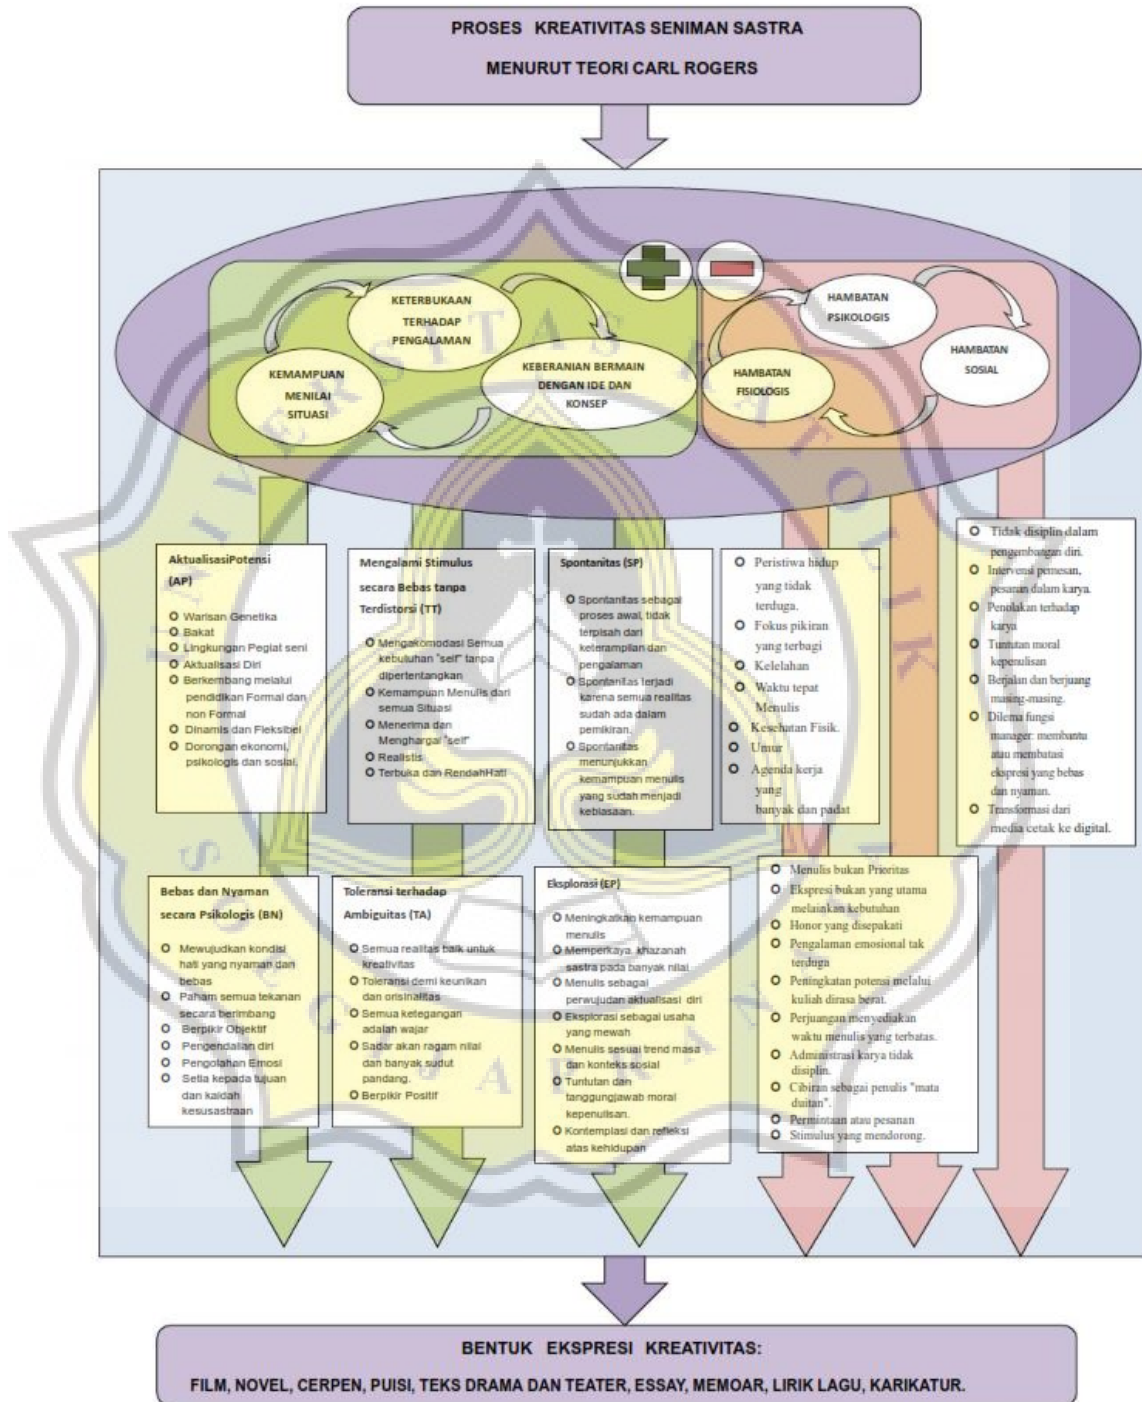 PROSES KREATIVITAS SENIMAN SASTRA
MENURUT TEORI CARL ROGERS
KETERBUKAAN
TERHADAP
PENGALAMAN
KEMAMPUAN
MENILAI
SITUASI
KEBERANIAN BERMAIN
DENGAN IDE DAN
KONSEP
HAMBATAN
PSIKOLOGIS
HAMBATAN
SOSIAL
HAMBATAN
FISIOLOGIS
UNIVERSITAS KATOLIK
SOEGIJAPRANATA
AktualisasiPotensi
(AP)
Warisan Genetika
Bakat
Lingkungan Pegiat seni
Aktualisasi Diri
Berkembang melalui
pendidikan Formal dan
non Formal
Dinamis dan Fleksibel
Dorongan ekonomi,
psikologis dan sosial.
Mengalami Stimulus
secara Bebas tanpa
Terdistorsi (TT)
Mengakomodasi Semua
kebutuhan "self" tanpa
dipertentangkan
Kemampuan Menulis dari
semua Situasi
Menerima dan
Menghargai "self"
Realistis
Terbuka dan RendahHati
Spontanitas (SP)
Spontanitas sebagai
proses awal, tidak
terpisah dari
keterampilan dan
pengalaman
Spontanitas terjadi
karena semua realitas
sudah ada dalam
pemikiran.
Spontanitas
menunjukkan
kemampuan menulis
yang sudah menjadi
kebiasaan.
Peristiwa hidup
yang tidak
terduga.
Fokus pikiran
yang terbagi
Kelelahan
Waktu tepat
Menulis
Kesehatan Fisik.
Umur
Agenda kerja
yang
banyak dan padat
Tidak disiplin dalam
pengembangan diri.
Intervensi pemesan,
pesanan dalam karya.
Penolakan terhadap
karya
Tuntutan moral
kepenulisan
Berjalan dan berjuang
masing-masing.
Dilema fungsi
manager: membantu
atau membatasi
ekspresi yang bebas
dan nyaman.
Transformasi dari
media cetak ke digital.
Bebas dan Nyaman
secara Psikologis (BN)
Mewujudkan kondisi
hati yang nyaman dan
bebas
Paham semua tekanan
secara berimbang
Berpikir Objektif
Pengendalian diri
Pengolahan Emosi
Setia kepada tujuan
dan kaidah
kesusastraan
Toleransi terhadap
Ambiguitas (TA)
Semua realitas baik untuk
kreativitas
Toleransi demi keunikan
dan orisinalitas
Semua ketegangan
adalah wajar
Sadar akan ragam nilai
dan banyak sudut
pandang.
Berpikir Positif
Eksplorasi (EP)
Meningkatkan kemampuan
menulis
Memperkaya khazanah
sastra pada banyak nilai
Menulis sebagai
perwujudan aktualisasi diri
Eksplorasi sebagai usaha
yang mewah
Menulis sesuai trend masa
dan konteks sosial
Tuntutan dan
tanggungjawab moral
kepenulisan.
Kontemplasi dan refleksi
atas kehidupan
Menulis bukan Prioritas
Ekspresi bukan yang utama
melainkan kebutuhan
Honor yang disepakati
Pengalaman emosional tak
terduga
Peningkatan potensi melalui
kuliah dirasa berat.
Perjuangan menyediakan
waktu menulis yang terbatas.
Administrasi karya tidak
disiplin.
Cibiran sebagai penulis "mata
duitan".
Permintaan atau pesanan
Stimulus yang mendorong.
BENTUK EKSPRESI KREATIVITAS:
FILM, NOVEL, CERPEN, PUISI, TEKS DRAMA DAN TEATER, ESSAY, MEMOAR, LIRIK LAGU, KARIKATUR.